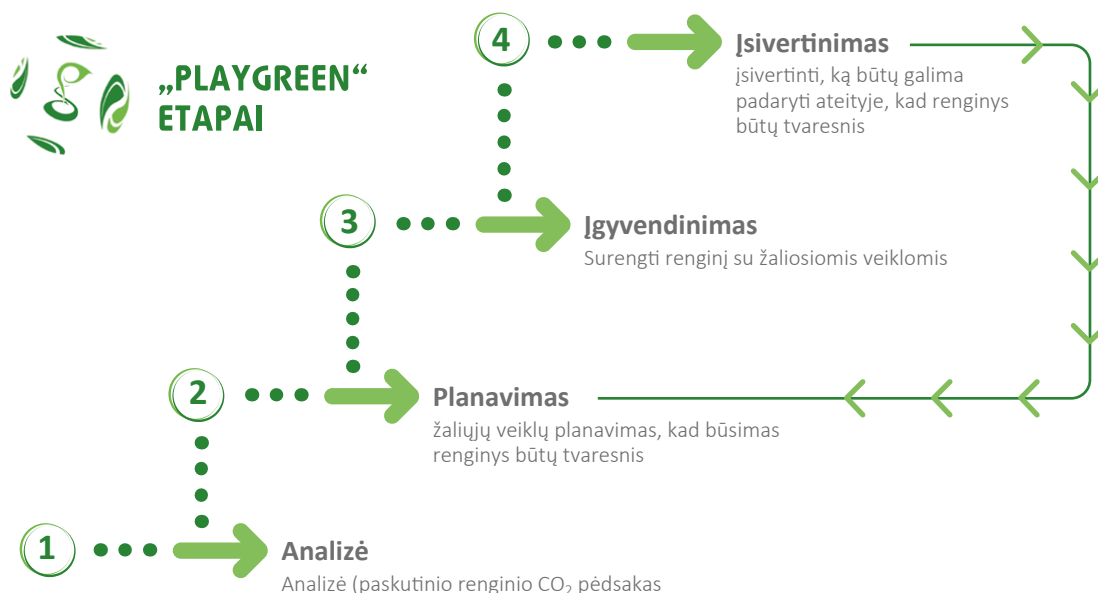 „PLAYGREEN“
ETAPAI
4
Įsivertinimas
įsivertinti, ką būtų galima
padaryti ateityje, kad renginys
būtų tvaresnis
3
Įgyvendinimas
Surengti renginį su žaliosiomis veiklomis
2
Planavimas
žaliųjų veiklų planavimas, kad būsimas
renginys būtų tvaresnis
1
Analizė
Analizė (paskutinio renginio CO₂ pėdsakas